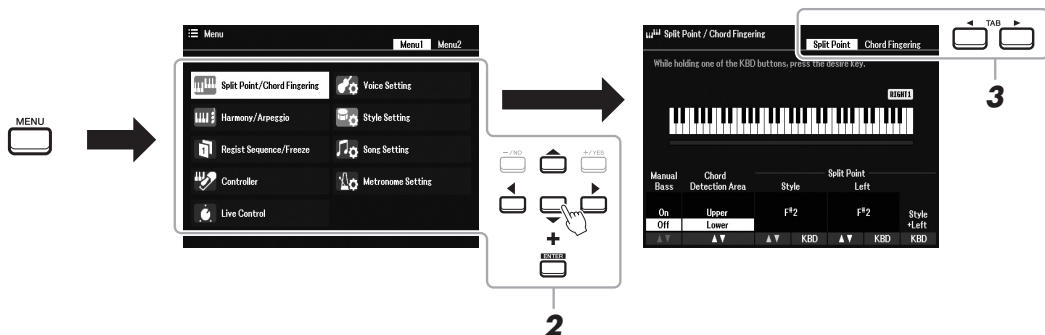 MENU
Menu
Menu1 Menu2
Split Point/Chord Fingering
Voice Setting
Harmony/Arpeggio
Style Setting
Regist Sequence/Freeze
Song Setting
Controller
Metronome Setting
Live Control
–/NO
+/YES
+
ENTER
2
Split Point / Chord Fingering
Split Point Chord Fingering
While holding one of the KBD buttons, press the desire key.
RIGHT1
Manual Bass
Chord Detection Area
Split Point
Style
Left
On
Off
Upper
Lower
F#2
F#2
Style +Left
KBD
KBD
KBD
TAB
3